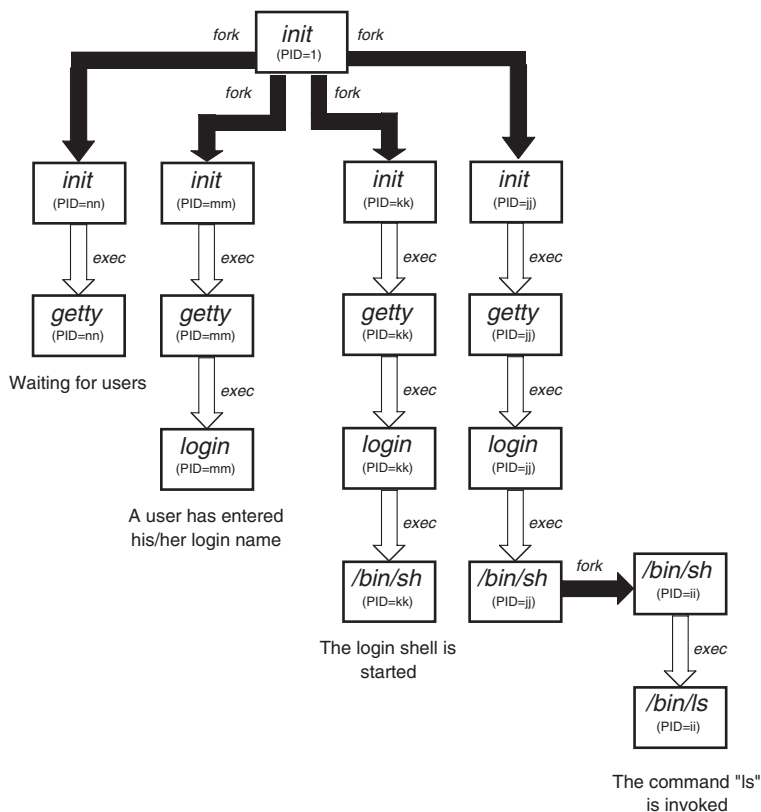 fork
init
(PID=1)
fork
fork
fork
init
(PID=nn)
init
(PID=mm)
init
(PID=kk)
init
(PID=jj)
exec
exec
exec
exec
getty
(PID=nn)
getty
(PID=mm)
getty
(PID=kk)
getty
(PID=jj)
Waiting for users
exec
exec
exec
login
(PID=mm)
login
(PID=kk)
login
(PID=jj)
A user has entered
his/her login name
exec
exec
/bin/sh
(PID=kk)
/bin/sh
(PID=jj)
fork
/bin/sh
(PID=ii)
The login shell is
started
exec
/bin/ls
(PID=ii)
The command "ls"
is invoked